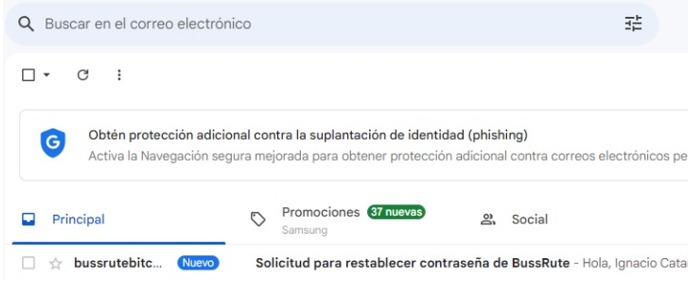 Buscar en el correo electrónico
Obtén protección adicional contra la suplantación de identidad (phishing)
Activa la Navegación segura mejorada para obtener protección adicional contra correos electrónicos pe
Principal
Promociones 37 nuevas
Samsung
Social
bussrutebitc... Nuevo Solicitud para restablecer contraseña de BussRute - Hola, Ignacio Cata